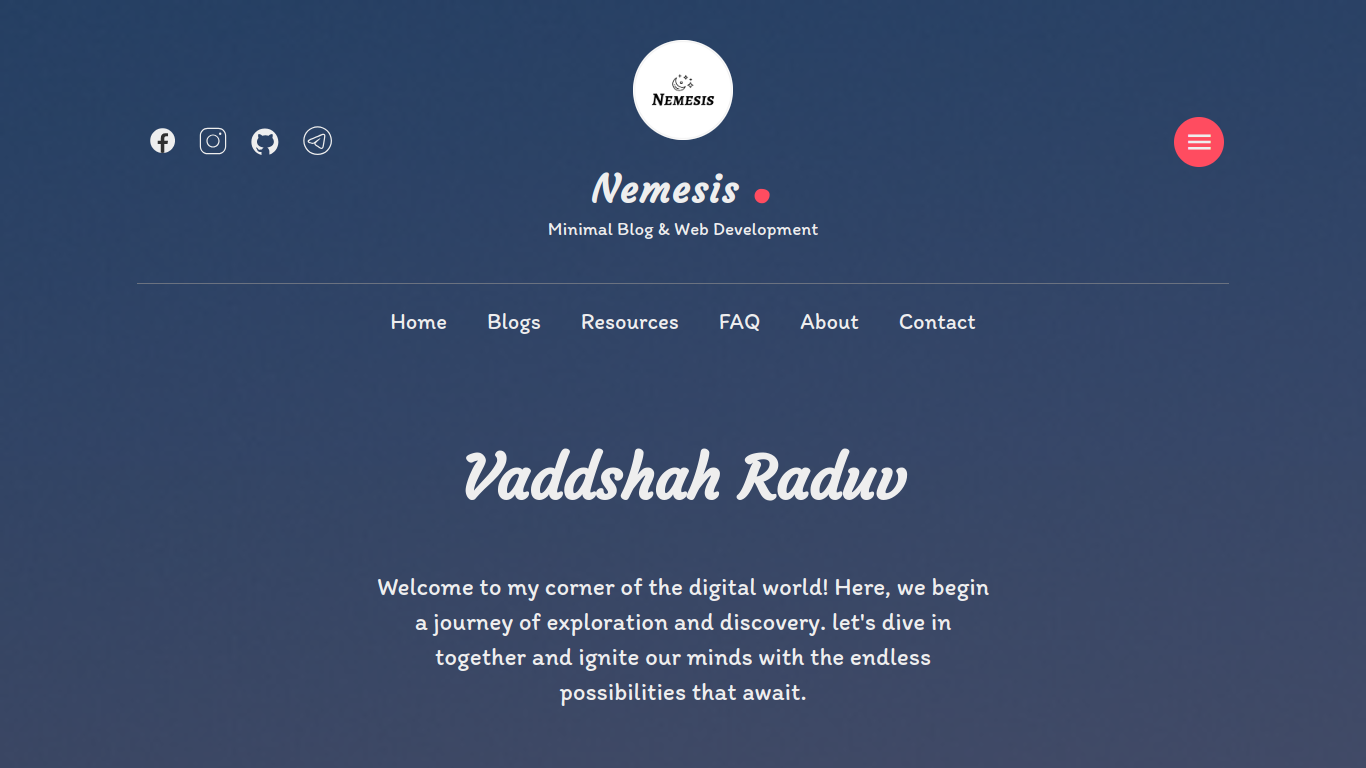 NEMESIS
Nemesis
Minimal Blog & Web Development
Home Blogs Resources FAQ About Contact
Vaddshah Raduv
Welcome to my corner of the digital world! Here, we begin
a journey of exploration and discovery. let's dive in
together and ignite our minds with the endless
possibilities that await.